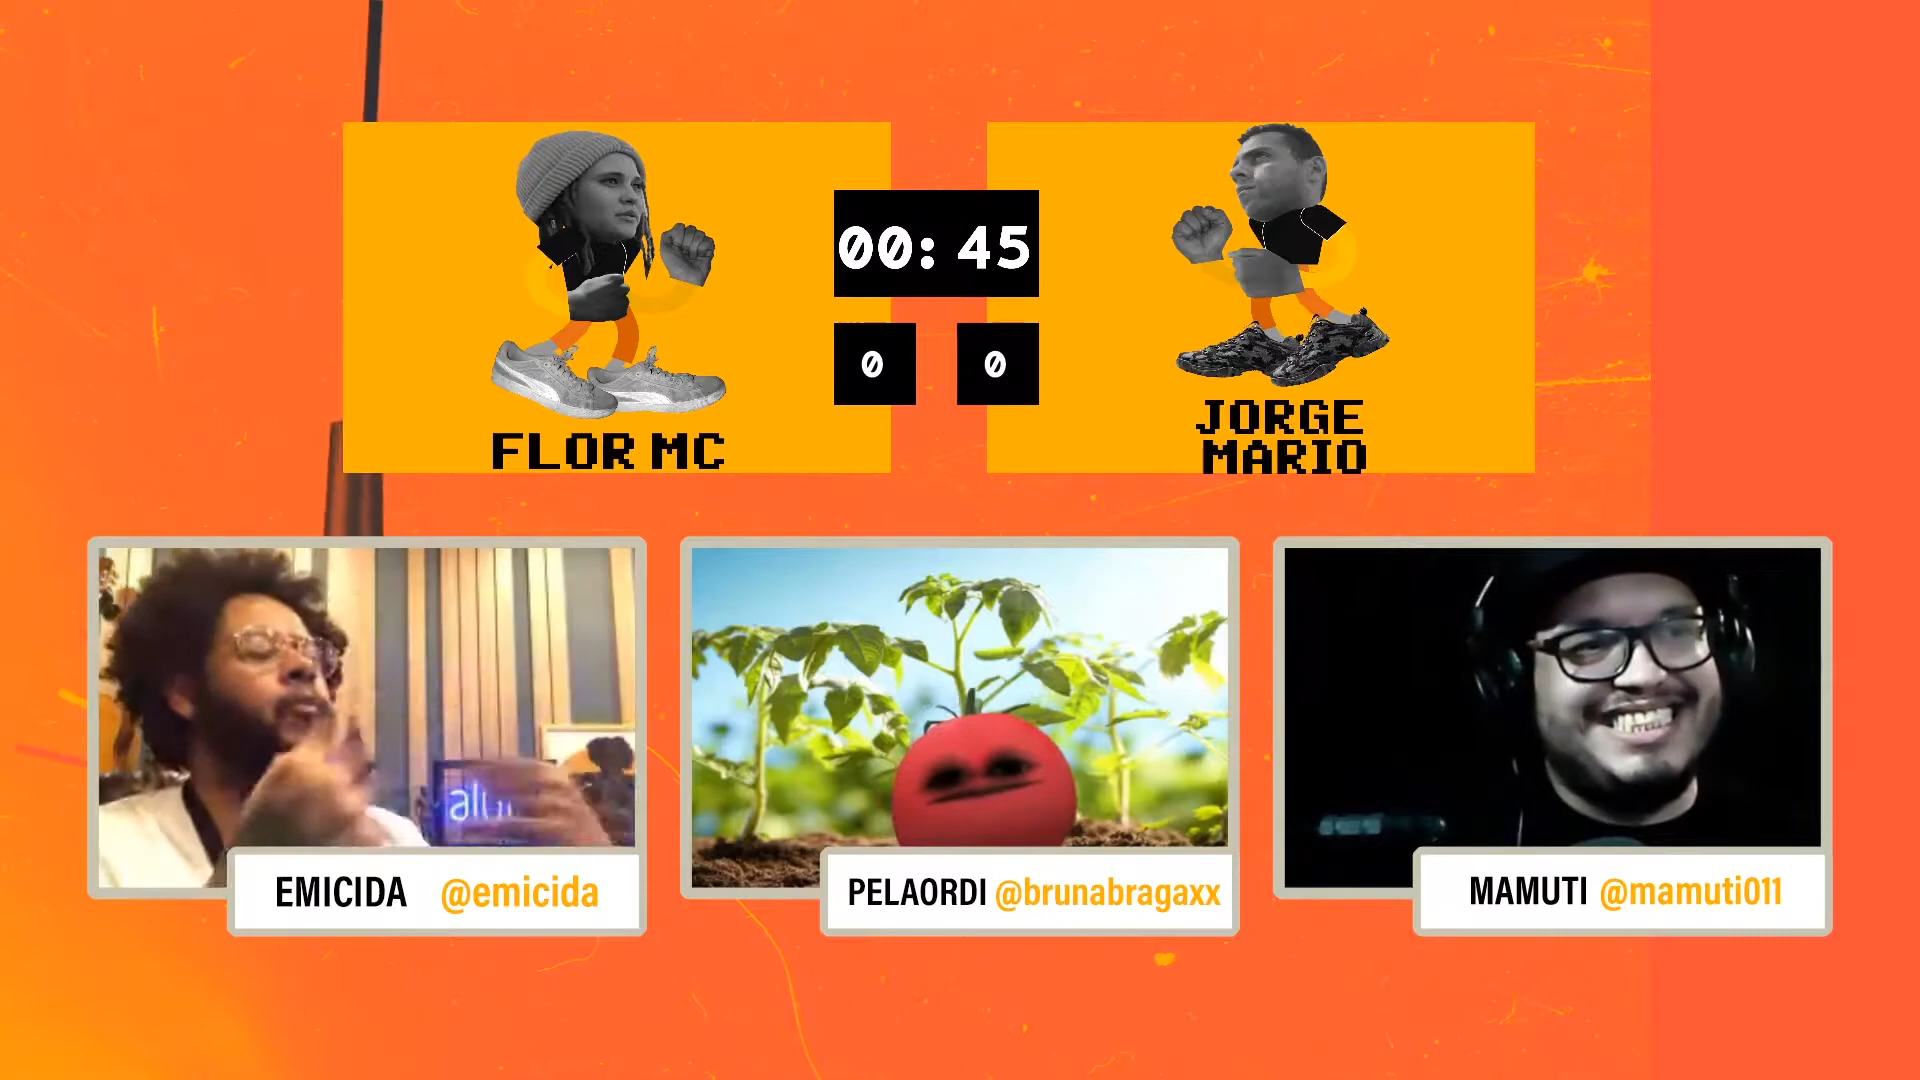 00:45
0 0
FLOR MC
JORGE
MARIO
EMICIDA @emicida
PELAORDI @brunabragaxx
MAMUTI @mamuti011